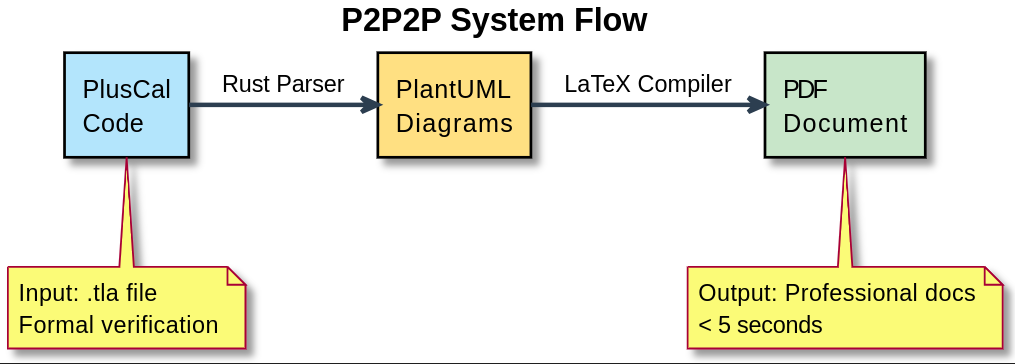 P2P2P System Flow
PlusCal
Code
Rust Parser
PlantUML
Diagrams
LaTeX Compiler
PDF
Document
Input: .tla file
Formal verification
Output: Professional docs
< 5 seconds